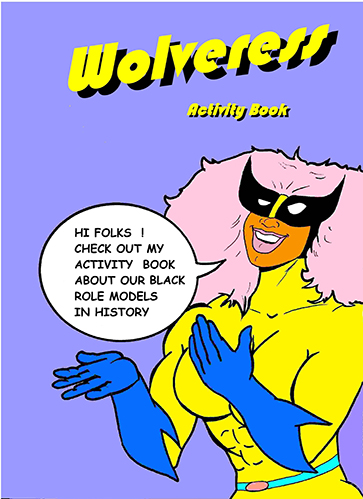 Wolveress
Activity Book
HI FOLKS !
CHECK OUT MY
ACTIVITY BOOK
ABOUT OUR BLACK
ROLE MODELS
IN HISTORY